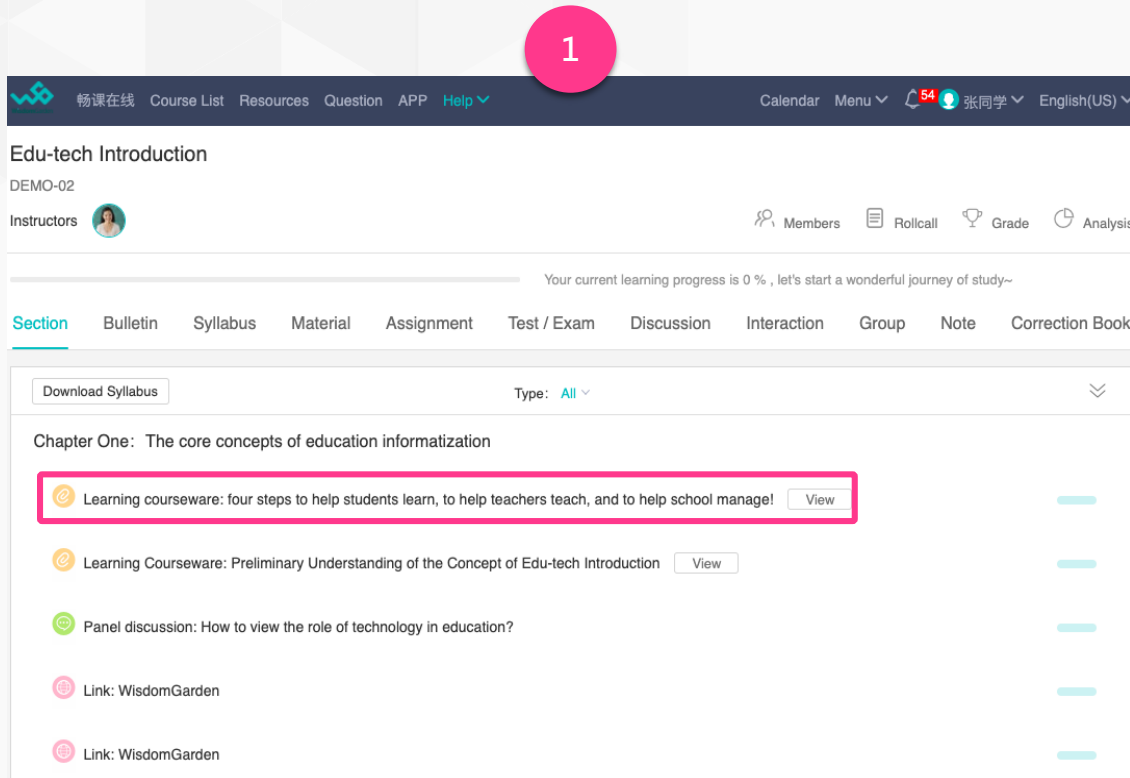 1
畅课在线 Course List Resources Question APP Help Calendar Menu 54 张同学 English(US)
Edu-tech Introduction
DEMO-02
Instructors Members Rollcall Grade Analysis
Your current learning progress is 0 % , let's start a wonderful journey of study~
Section Bulletin Syllabus Material Assignment Test / Exam Discussion Interaction Group Note Correction Book
Download Syllabus Type: All
Chapter One: The core concepts of education informatization
Learning courseware: four steps to help students learn, to help teachers teach, and to help school manage! View
Learning Courseware: Preliminary Understanding of the Concept of Edu-tech Introduction View
Panel discussion: How to view the role of technology in education?
Link: WisdomGarden
Link: WisdomGarden